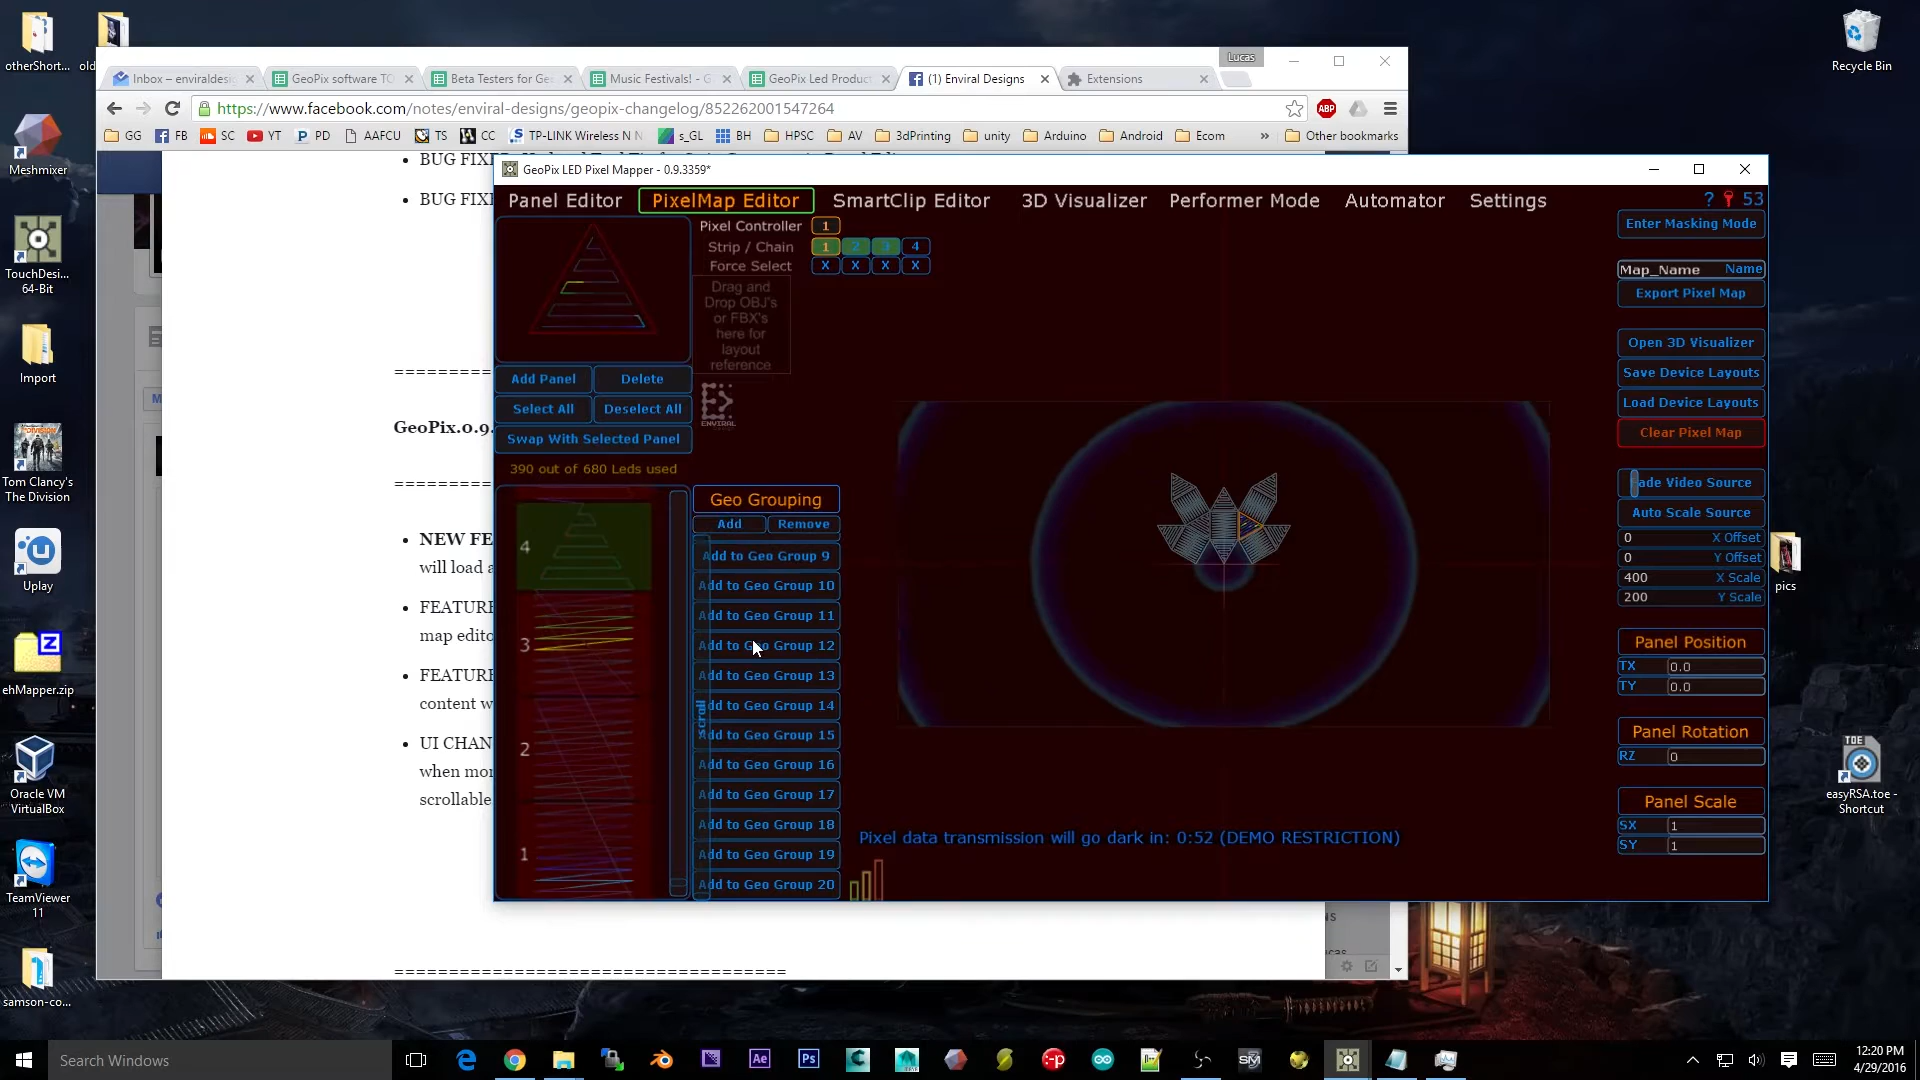 otherShort...
old
Meshmixer
TouchDesi...
64-Bit
Import
Tom Clancy's
The Division
Uplay
ehMapper.zip
Oracle VM
VirtualBox
TeamViewer
11
samson-co...
Recycle Bin
pics
TOE
easyRSA.toe -
Shortcut
Lucas
Inbox – enviraldesi
GeoPix software TO
Beta Testers for Ge
Music Festivals! - G
GeoPix Led Product
(1) Enviral Designs
Extensions
https://www.facebook.com/notes/enviral-designs/geopix-changelog/852262001547264
ABP
GG
FB
SC
YT
PD
AAFCU
TS
CC
TP-LINK Wireless N N
s_GL
BH
HPSC
AV
3dPrinting
unity
Arduino
Android
Ecom
»
Other bookmarks
BUG FIX
BUG FIX
===========
GeoPix.0.9.
===========
NEW FE
will load a
FEATURE
map edito
FEATURE
content w
UI CHAN
when mor
scrollable
=====================================
GeoPix LED Pixel Mapper - 0.9.3359*
Panel Editor
PixelMap Editor
SmartClip Editor
3D Visualizer
Performer Mode
Automator
Settings
? 53
Pixel Controller 1
Strip / Chain 1 2 3 4
Force Select X X X X
Drag and
Drop OBJ's
or FBX's
here for
layout
reference
ENVIRAL
Add Panel
Delete
Select All
Deselect All
Swap With Selected Panel
390 out of 680 Leds used
4
3
2
1
Geo Grouping
Add
Remove
Add to Geo Group 9
Add to Geo Group 10
Add to Geo Group 11
Add to Geo Group 12
Add to Geo Group 13
Add to Geo Group 14
Add to Geo Group 15
Add to Geo Group 16
Add to Geo Group 17
Add to Geo Group 18
Add to Geo Group 19
Add to Geo Group 20
scroll
Pixel data transmission will go dark in: 0:52 (DEMO RESTRICTION)
Enter Masking Mode
Map_Name Name
Export Pixel Map
Open 3D Visualizer
Save Device Layouts
Load Device Layouts
Clear Pixel Map
ade Video Source
Auto Scale Source
0 X Offset
0 Y Offset
400 X Scale
200 Y Scale
Panel Position
TX 0.0
TY 0.0
Panel Rotation
RZ 0
Panel Scale
SX 1
SY 1
Search Windows
Ae
Ps
SM
12:20 PM
4/29/2016